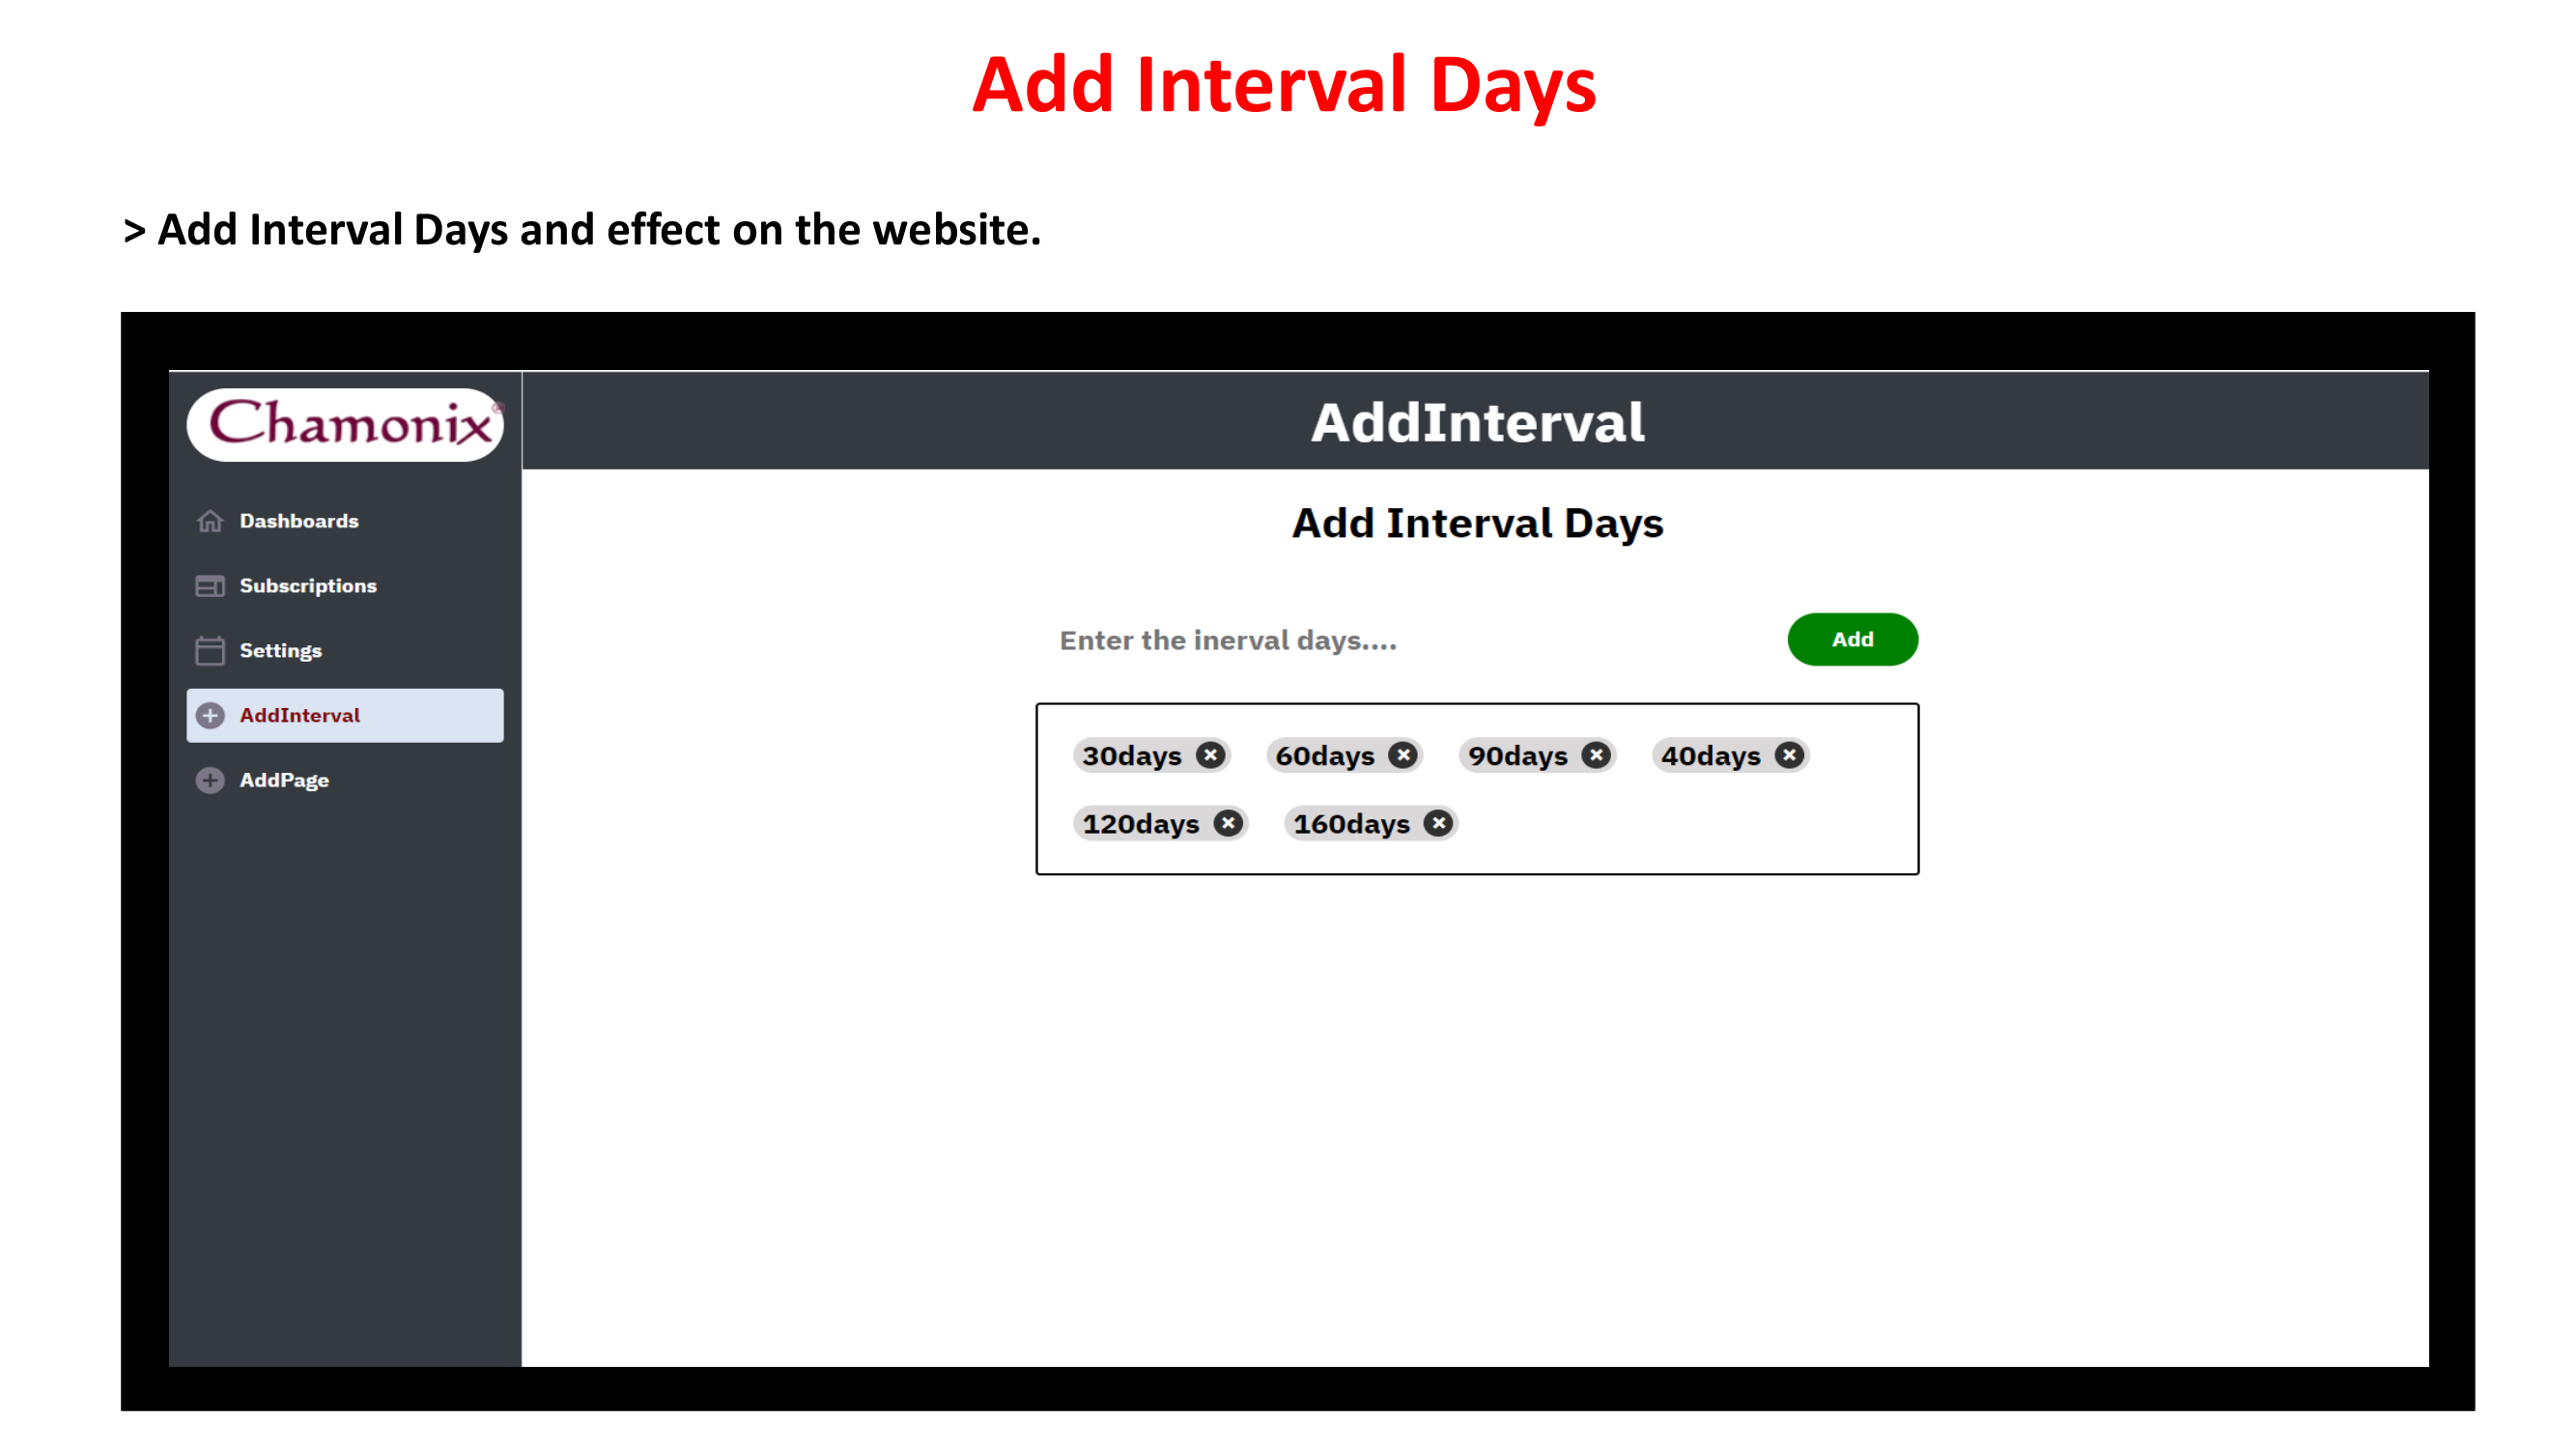 Add Interval Days
> Add Interval Days and effect on the website.
Chamonix®
AddInterval
Dashboards
Subscriptions
Settings
AddInterval
AddPage
Add Interval Days
Enter the inerval days....
Add
30days
60days
90days
40days
120days
160days